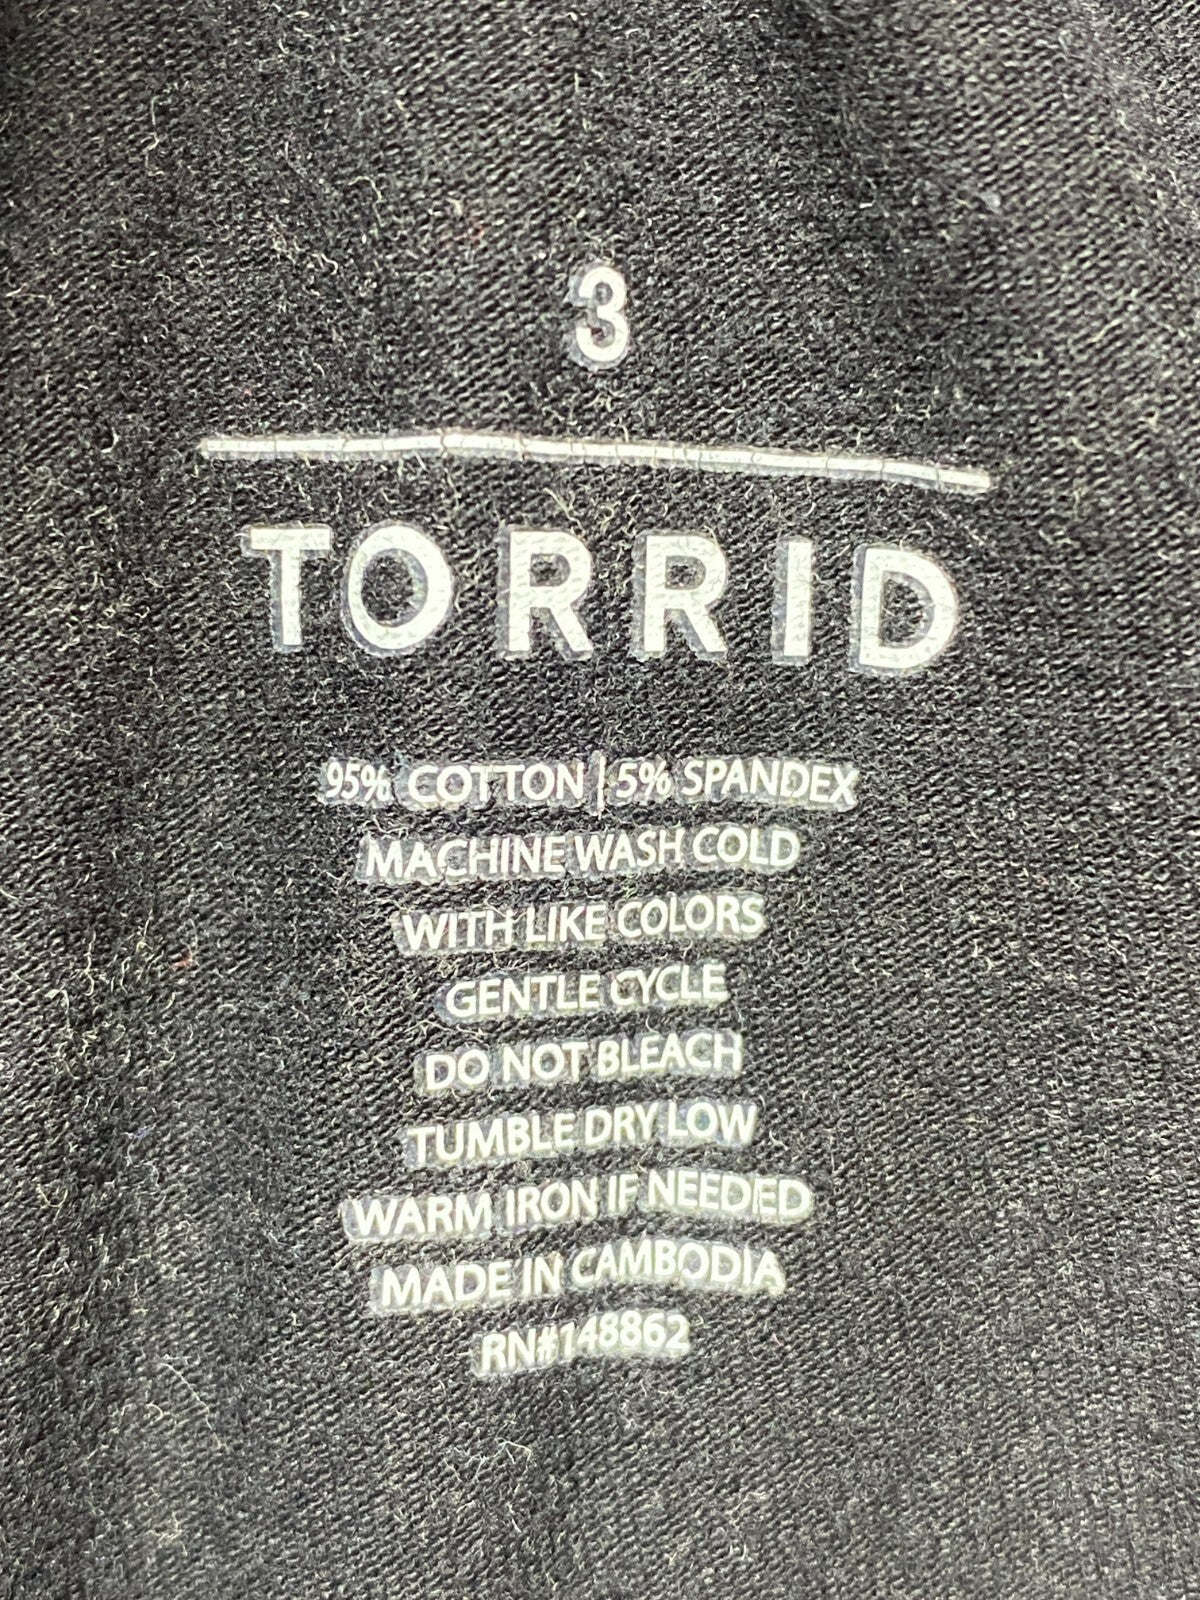 3
TORRID
95% COTTON | 5% SPANDEX
MACHINE WASH COLD
WITH LIKE COLORS
GENTLE CYCLE
DO NOT BLEACH
TUMBLE DRY LOW
WARM IRON IF NEEDED
MADE IN CAMBODIA
RN#148862